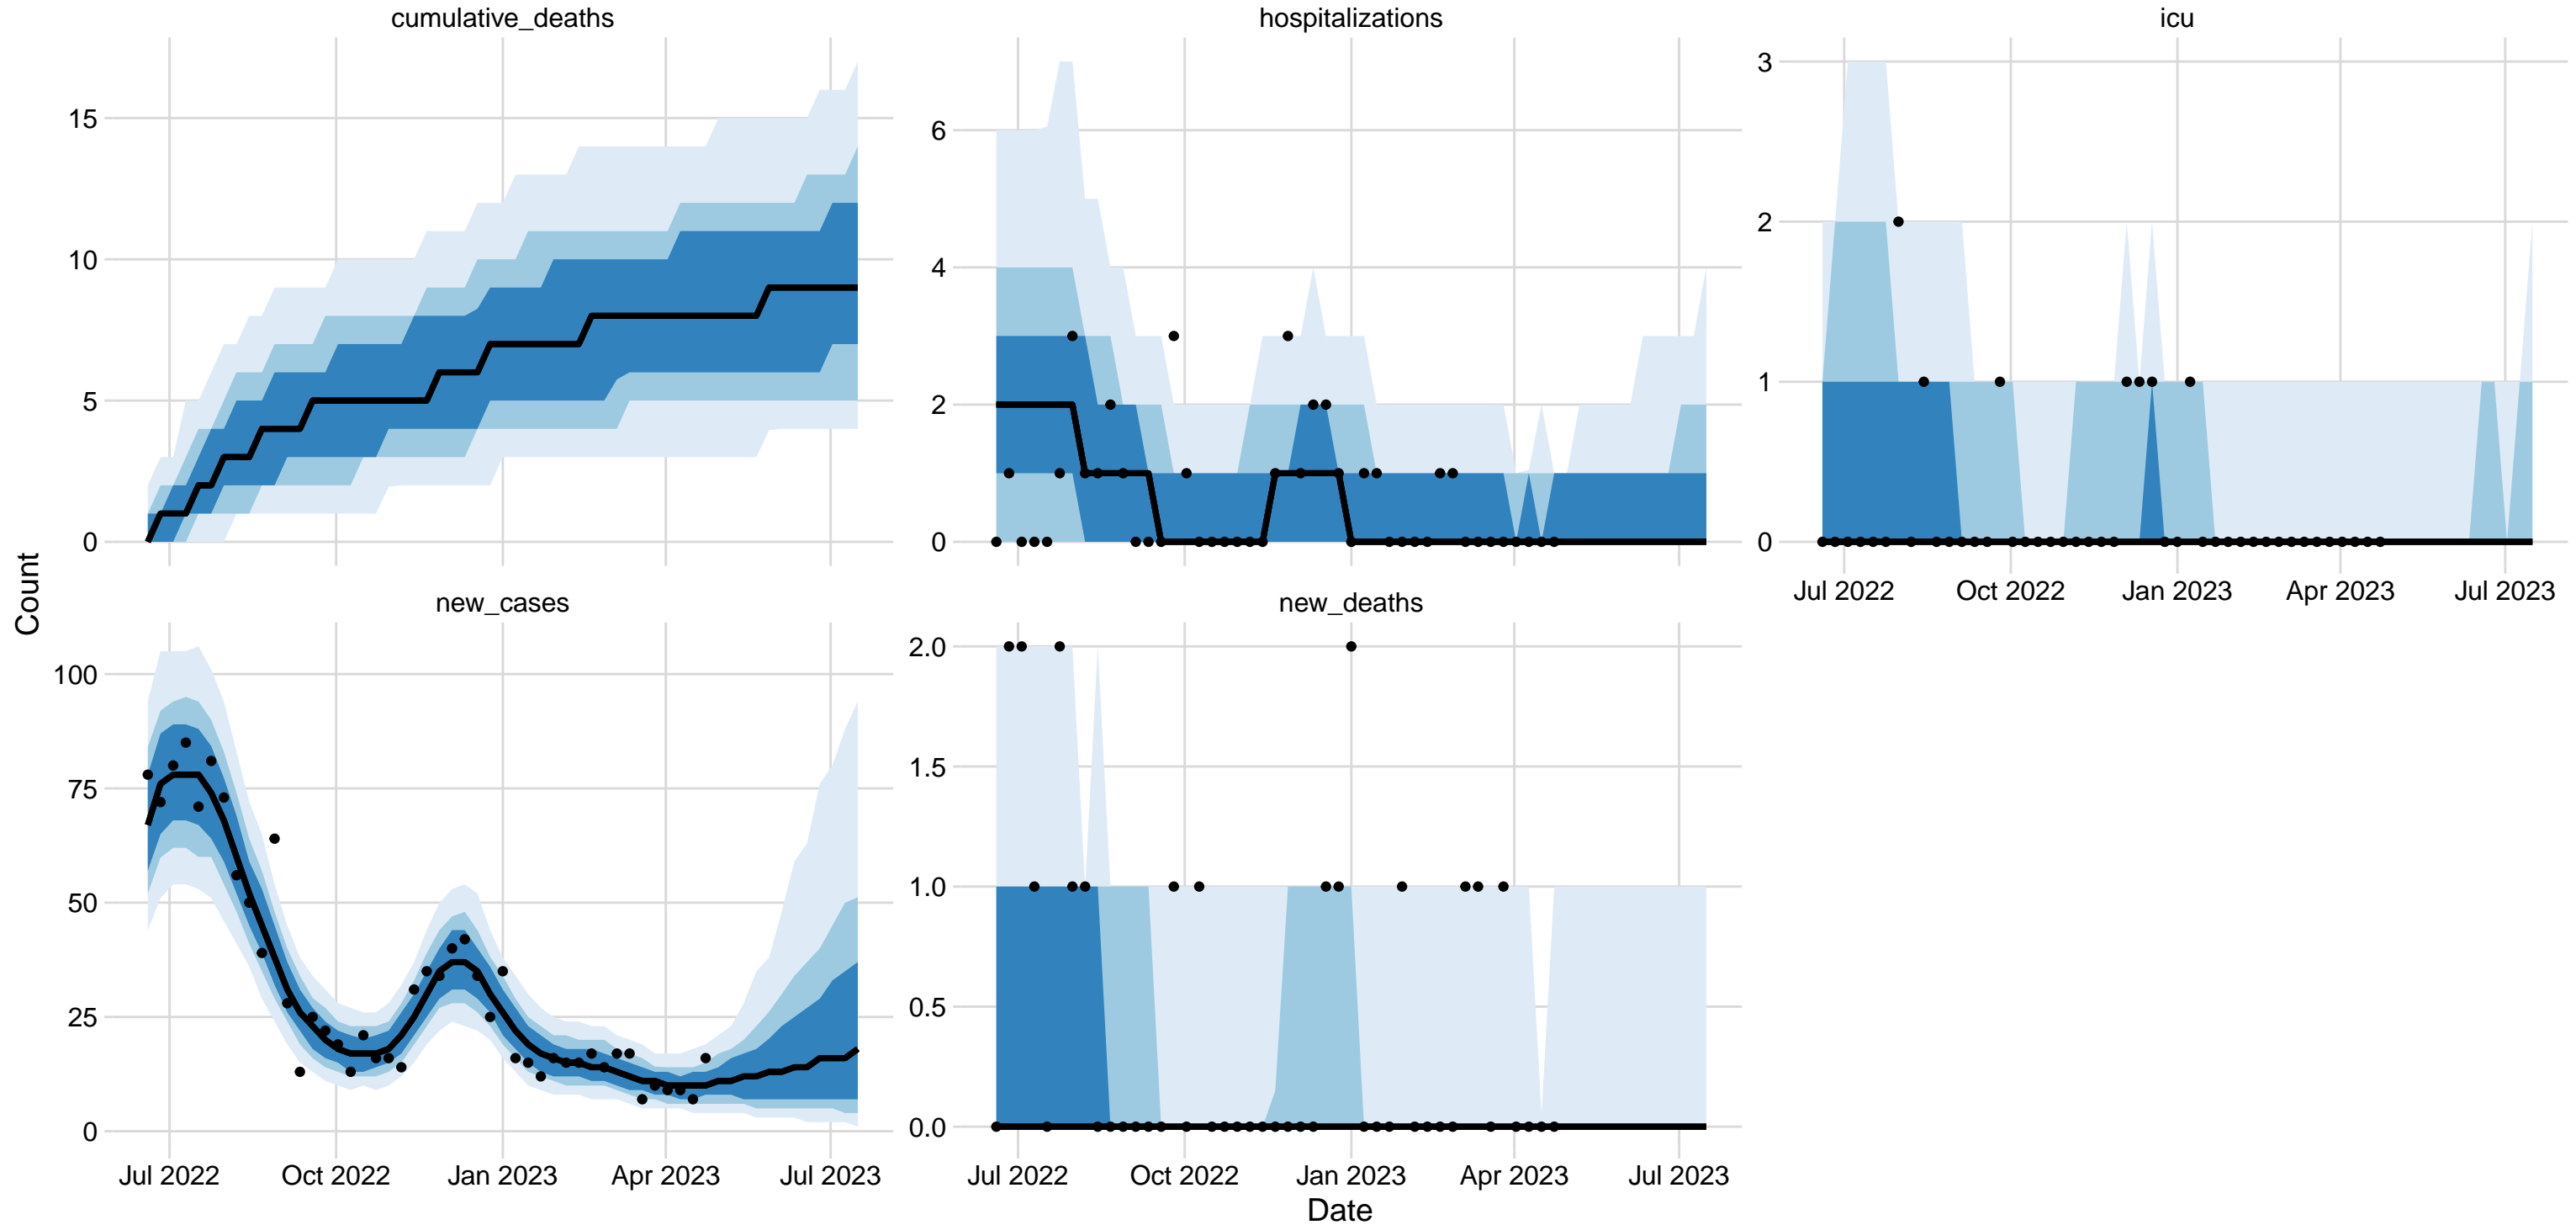 cumulative_deaths
hospitalizations
icu
15
10
5
0
6
4
2
0
3
2
1
0
Jul 2022 Oct 2022 Jan 2023 Apr 2023 Jul 2023
Count
new_cases
new_deaths
100
75
50
25
0
2.0
1.5
1.0
0.5
0.0
Jul 2022 Oct 2022 Jan 2023 Apr 2023 Jul 2023
Jul 2022 Oct 2022 Jan 2023 Apr 2023 Jul 2023
Date